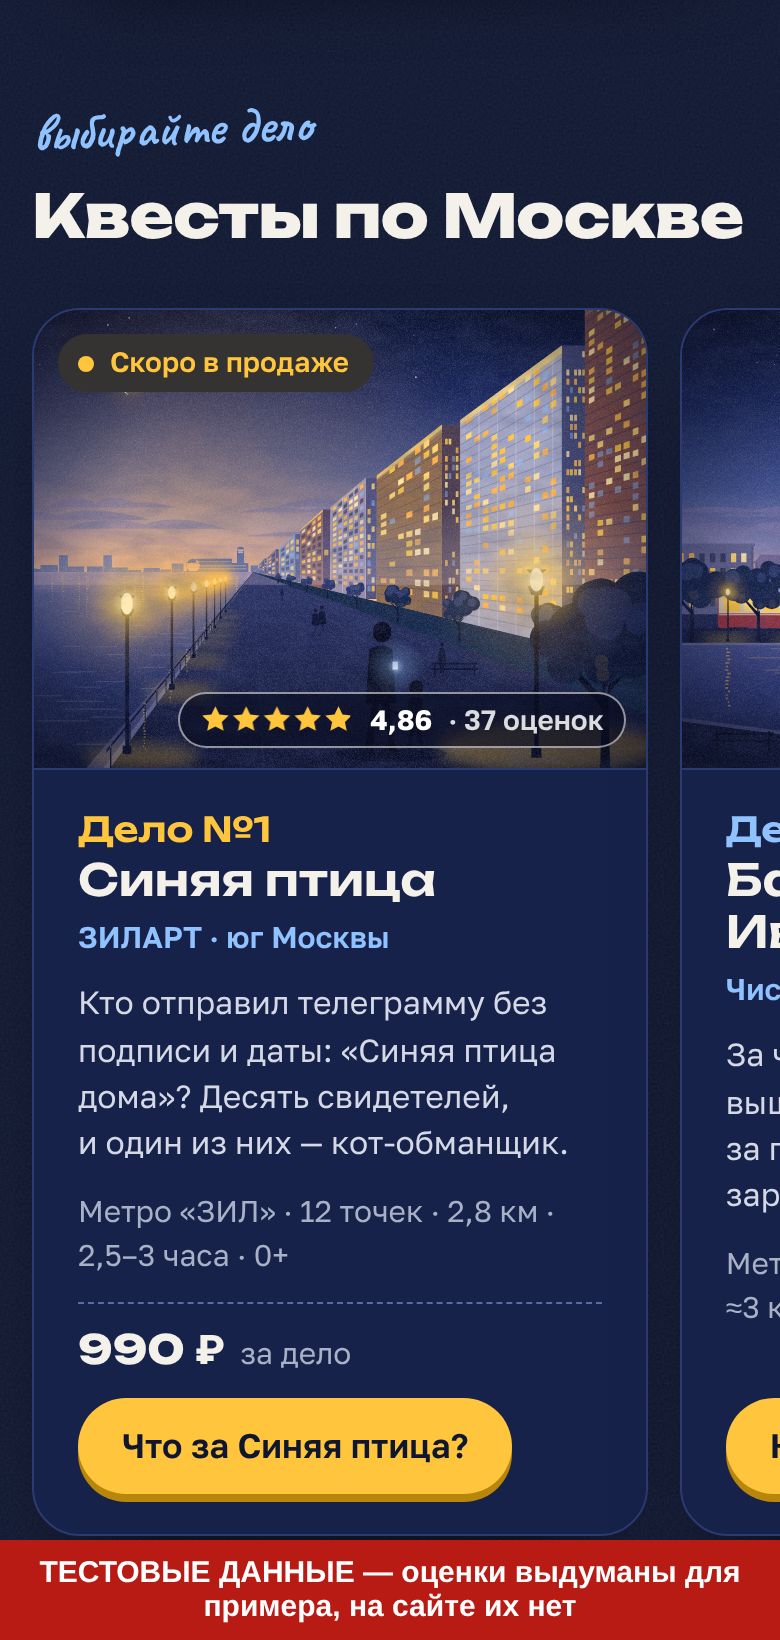 выбирайте дело
Квесты по Москве
Скоро в продаже
4,86 · 37 оценок
Дело №1
Синяя птица
ЗИЛАРТ · юг Москвы
Кто отправил телеграмму без
подписи и даты: «Синяя птица
дома»? Десять свидетелей,
и один из них — кот-обманщик.
Метро «ЗИЛ» · 12 точек · 2,8 км ·
2,5–3 часа · 0+
990 ₽ за дело
Что за Синяя птица?
За
за
≈3
ТЕСТОВЫЕ ДАННЫЕ — оценки выдуманы для
примера, на сайте их нет